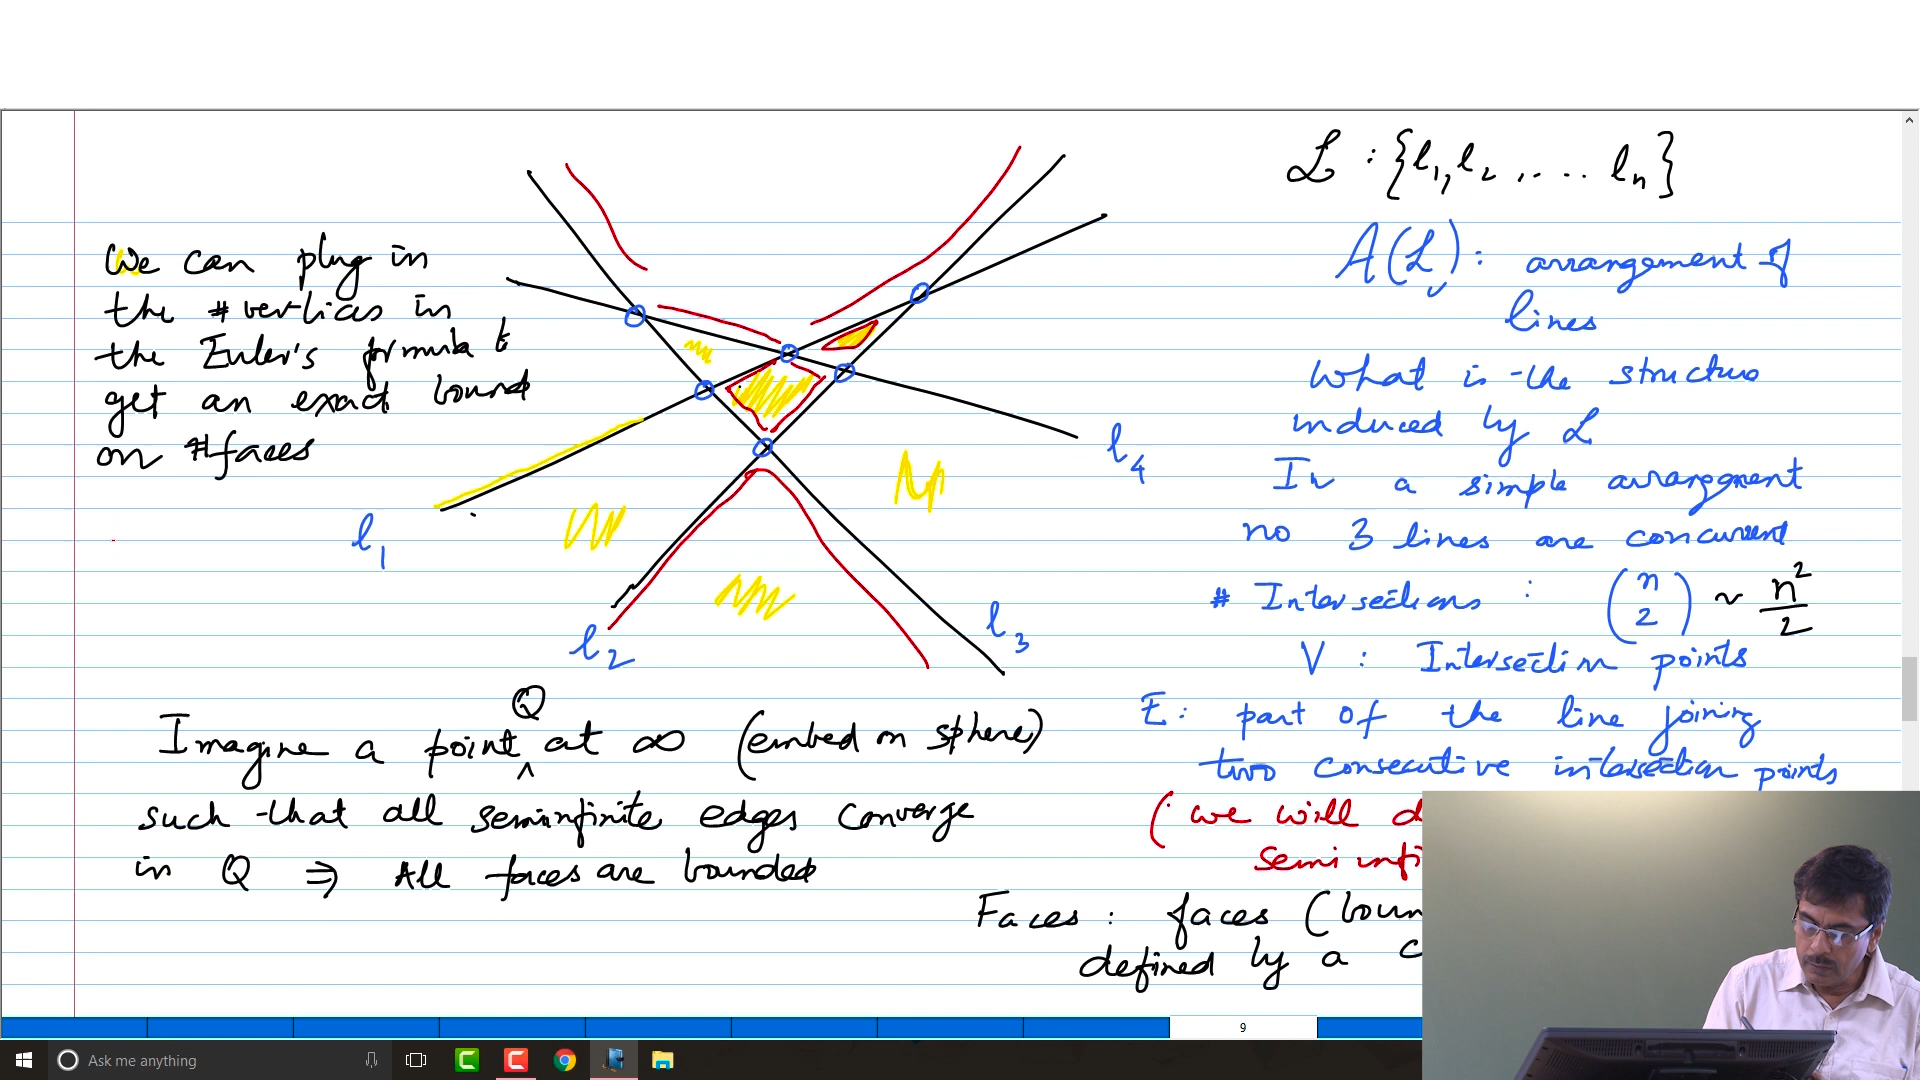 We can plug in
the # vertices in
the Euler's formula t
get an exact bound
on # faces
l1
l2
l3
l4
Q
Imagine a point ^ at ∞ (embed on sphere)
such that all seminfinite edges converge
in Q ⇒ All faces are bounded
L : {l1, l2, .... ln}
A(L) : arrangement of
lines
What is the structure
induced by L
In a simple arrangement
no 3 lines are concurrent
# Intersections : (n 2) ~ n²/2
V : Intersection points
E : part of the line joining
two consecutive intersection points
(we will d
semi infi
Faces : faces (boun
defined by a c
9
Ask me anything